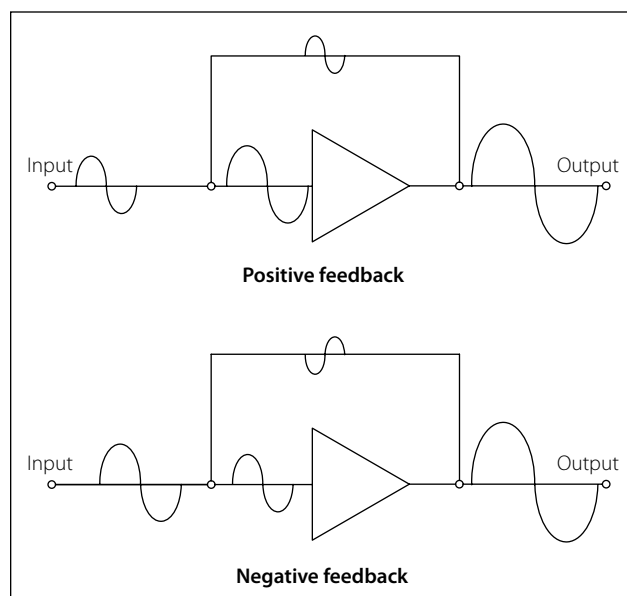 Input
Output
Positive feedback
Input
Output
Negative feedback